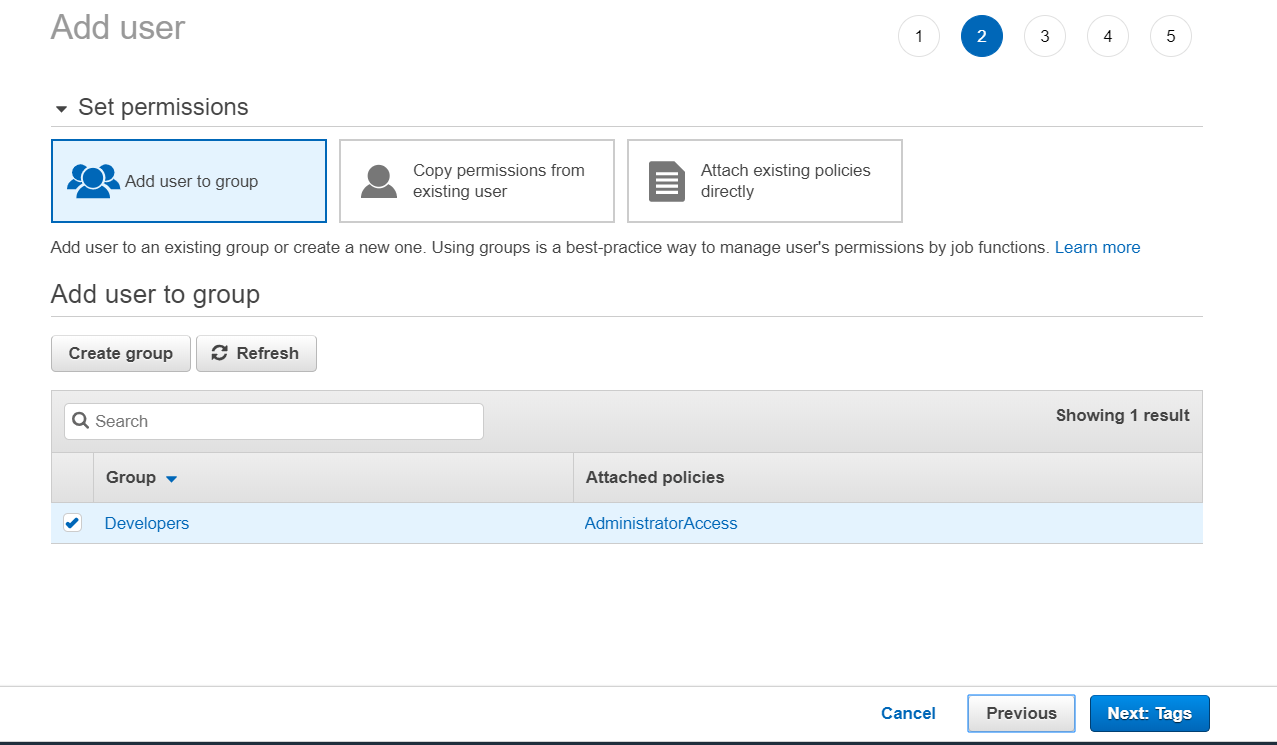 Add user
1 2 3 4 5
Set permissions
Add user to group
Copy permissions from
existing user
Attach existing policies
directly
Add user to an existing group or create a new one. Using groups is a best-practice way to manage user's permissions by job functions. Learn more
Add user to group
Create group Refresh
Search
Showing 1 result
Group Attached policies
Developers AdministratorAccess
Cancel Previous Next: Tags